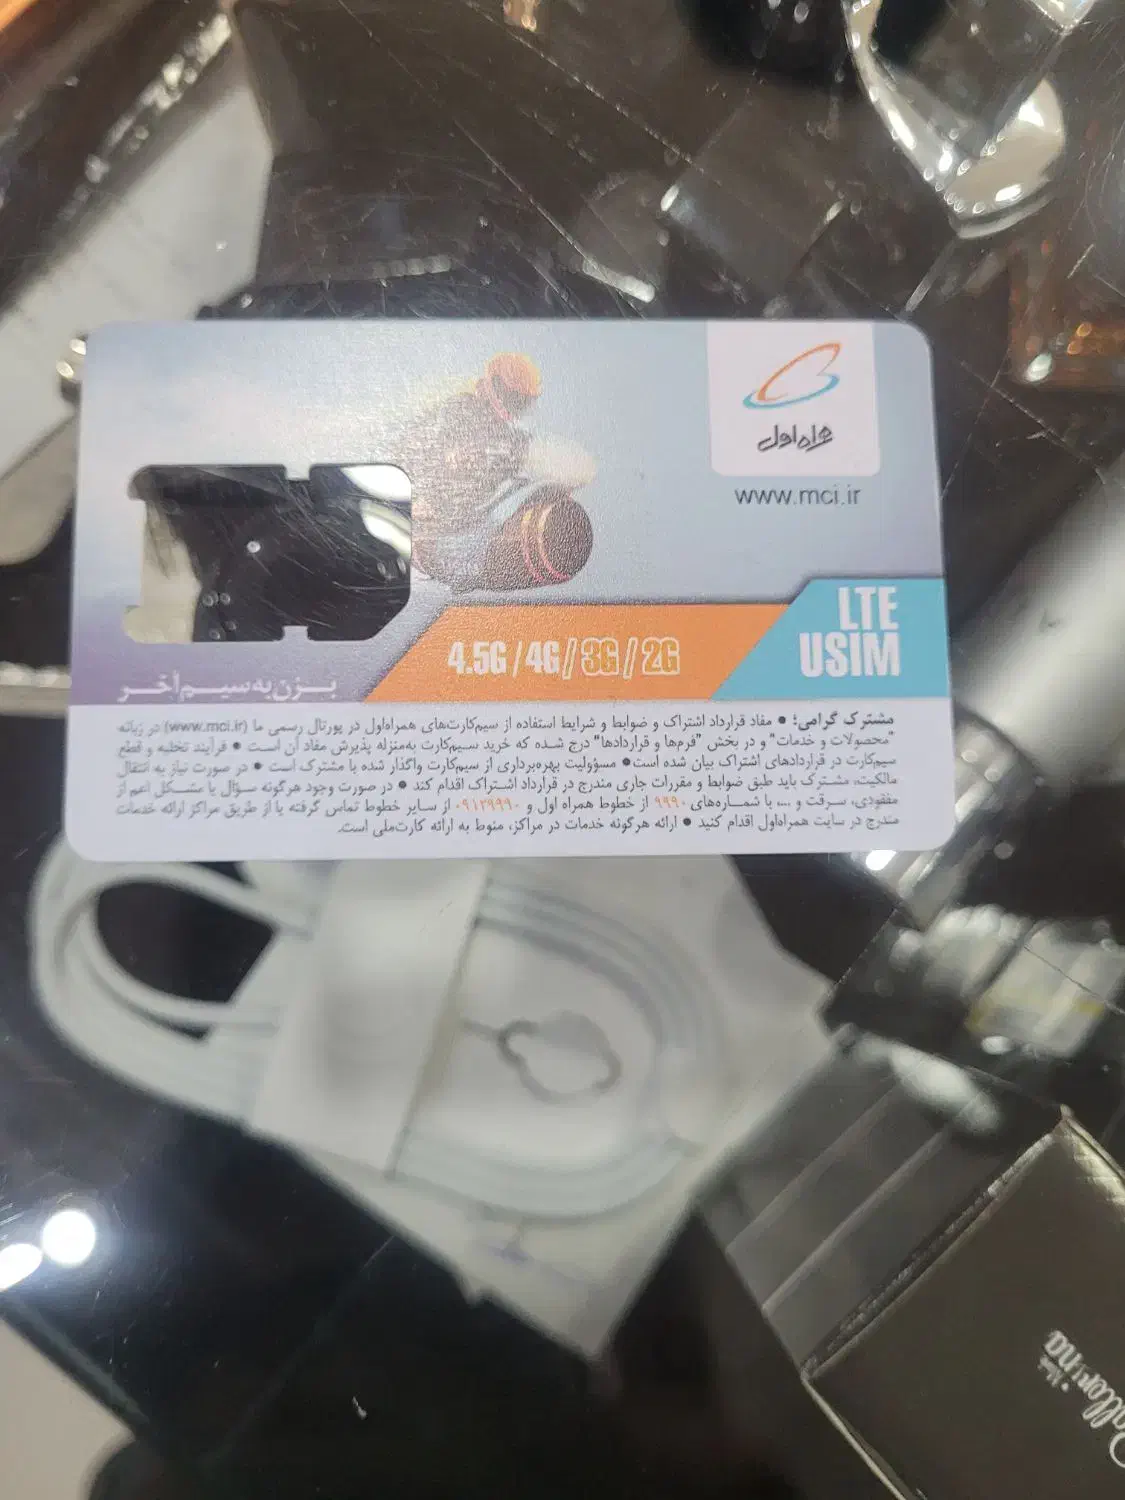 همراه اول
www.mci.ir
LTE
USIM
4.5G / 4G / 3G / 2G
بزن به سیم آخر
مشترک گرامی؛ ● مفاد قرارداد اشتراک و ضوابط و شرایط استفاده از سیم‌کارت‌های همراه‌اول در پورتال رسمی ما (www.mci.ir) در زبانه
"محصولات و خدمات" و در بخش "فرم‌ها و قراردادها" درج شده که خرید سیم‌کارت به‌منزله پذیرش مفاد آن است ● فرآیند تخلیه و قطع
سیم‌کارت در قراردادهای اشتراک بیان شده است● مسؤولیت بهره‌برداری از سیم‌کارت واگذار شده با مشترک است ● در صورت نیاز به انتقال
مالکیت، مشترک باید طبق ضوابط و مقررات جاری مندرج در قرارداد اشتراک اقدام کند ● در صورت وجود هرگونه سؤال یا مشکل اعم از
مفقودی، سرقت و ...، با شماره‌های ۹۹۹۰ از خطوط همراه اول و ۰۹۱۲۹۹۹۰ از سایر خطوط تماس گرفته یا از طریق مراکز ارائه خدمات
مندرج در سایت همراه‌اول اقدام کنید ● ارائه هرگونه خدمات در مراکز، منوط به ارائه کارت‌ملی است.